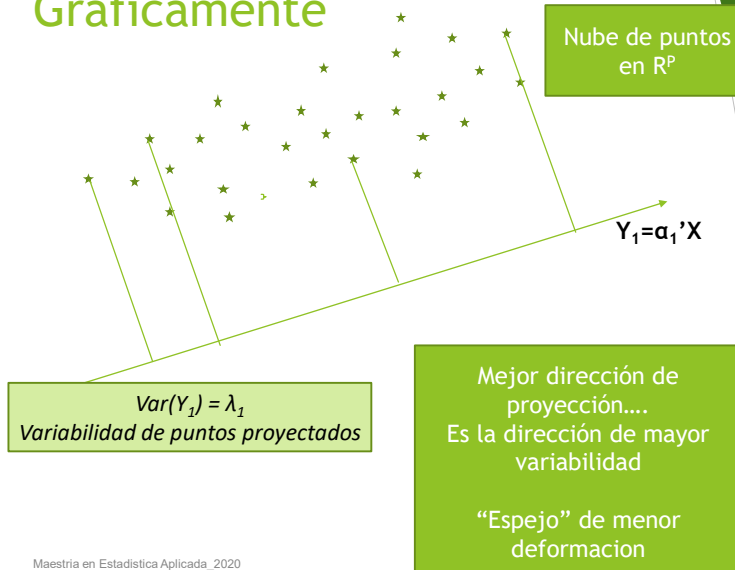 Gráficamente
Nube de puntos
en Rᴾ
Y₁=α₁’X
Var(Y₁) = λ₁
Variabilidad de puntos proyectados
Mejor dirección de
proyección....
Es la dirección de mayor
variabilidad
“Espejo” de menor
deformacion
Maestria en Estadistica Aplicada_2020